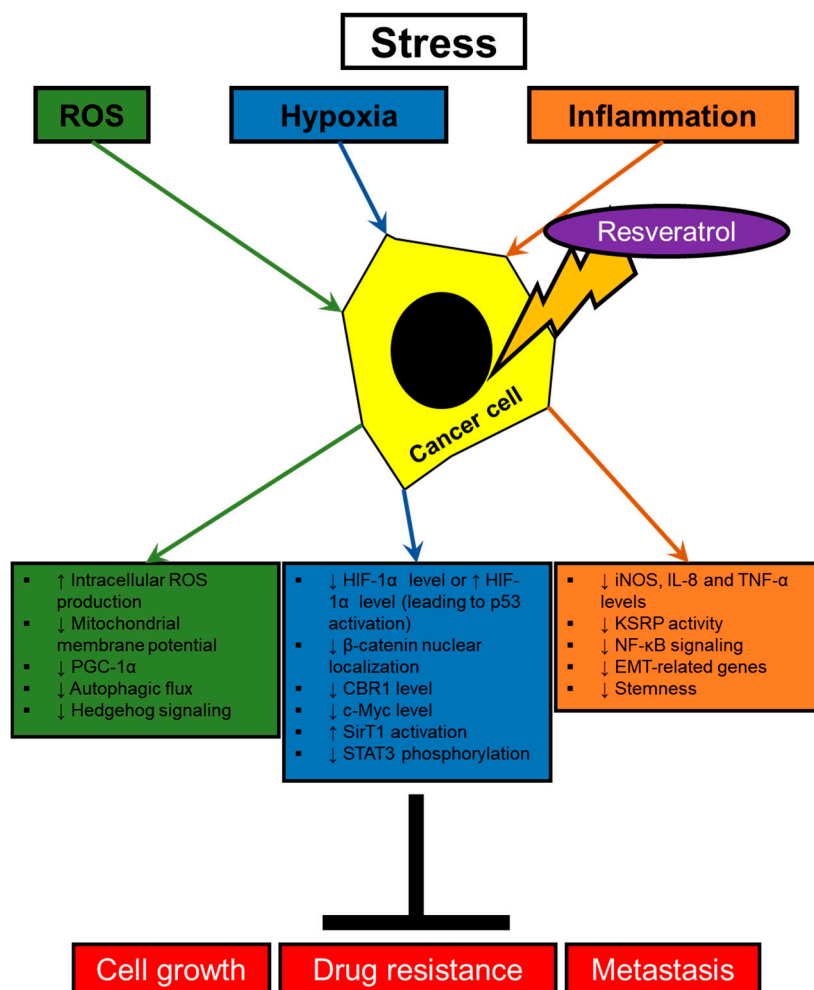 Stress
ROS
Hypoxia
Inflammation
Resveratrol
Cancer cell
▪ ↑ Intracellular ROS
production
▪ ↓ Mitochondrial
membrane potential
▪ ↓ PGC-1α
▪ ↓ Autophagic flux
▪ ↓ Hedgehog signaling
▪ ↓ HIF-1α level or ↑ HIF-
1α level (leading to p53
activation)
▪ ↓ β-catenin nuclear
localization
▪ ↓ CBR1 level
▪ ↓ c-Myc level
▪ ↑ SirT1 activation
▪ ↓ STAT3 phosphorylation
▪ ↓ iNOS, IL-8 and TNF-α
levels
▪ ↓ KSRP activity
▪ ↓ NF-κB signaling
▪ ↓ EMT-related genes
▪ ↓ Stemness
Cell growth
Drug resistance
Metastasis